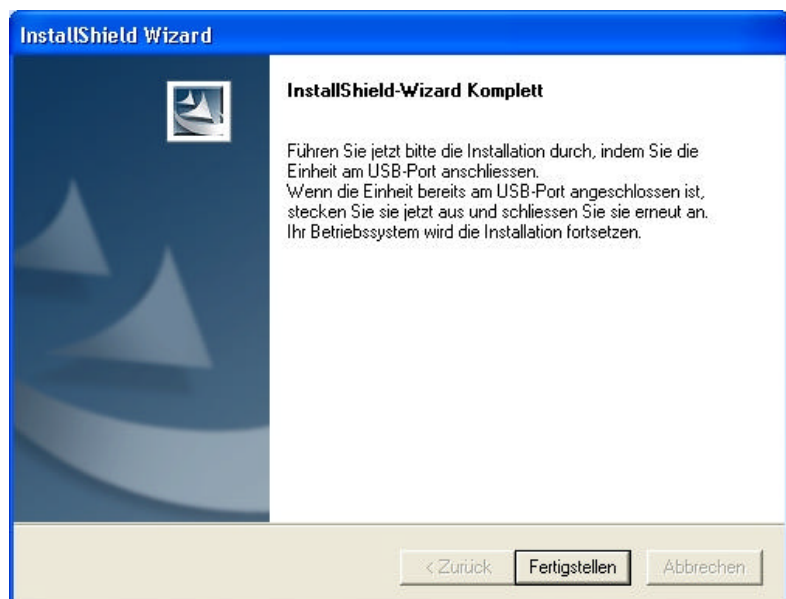 InstallShield Wizard
InstallShield-Wizard Komplett
Führen Sie jetzt bitte die Installation durch, indem Sie die
Einheit am USB-Port anschliessen.
Wenn die Einheit bereits am USB-Port angeschlossen ist,
stecken Sie sie jetzt aus und schliessen Sie sie erneut an.
Ihr Betriebssystem wird die Installation fortsetzen.
< Zurück
Fertigstellen
Abbrechen